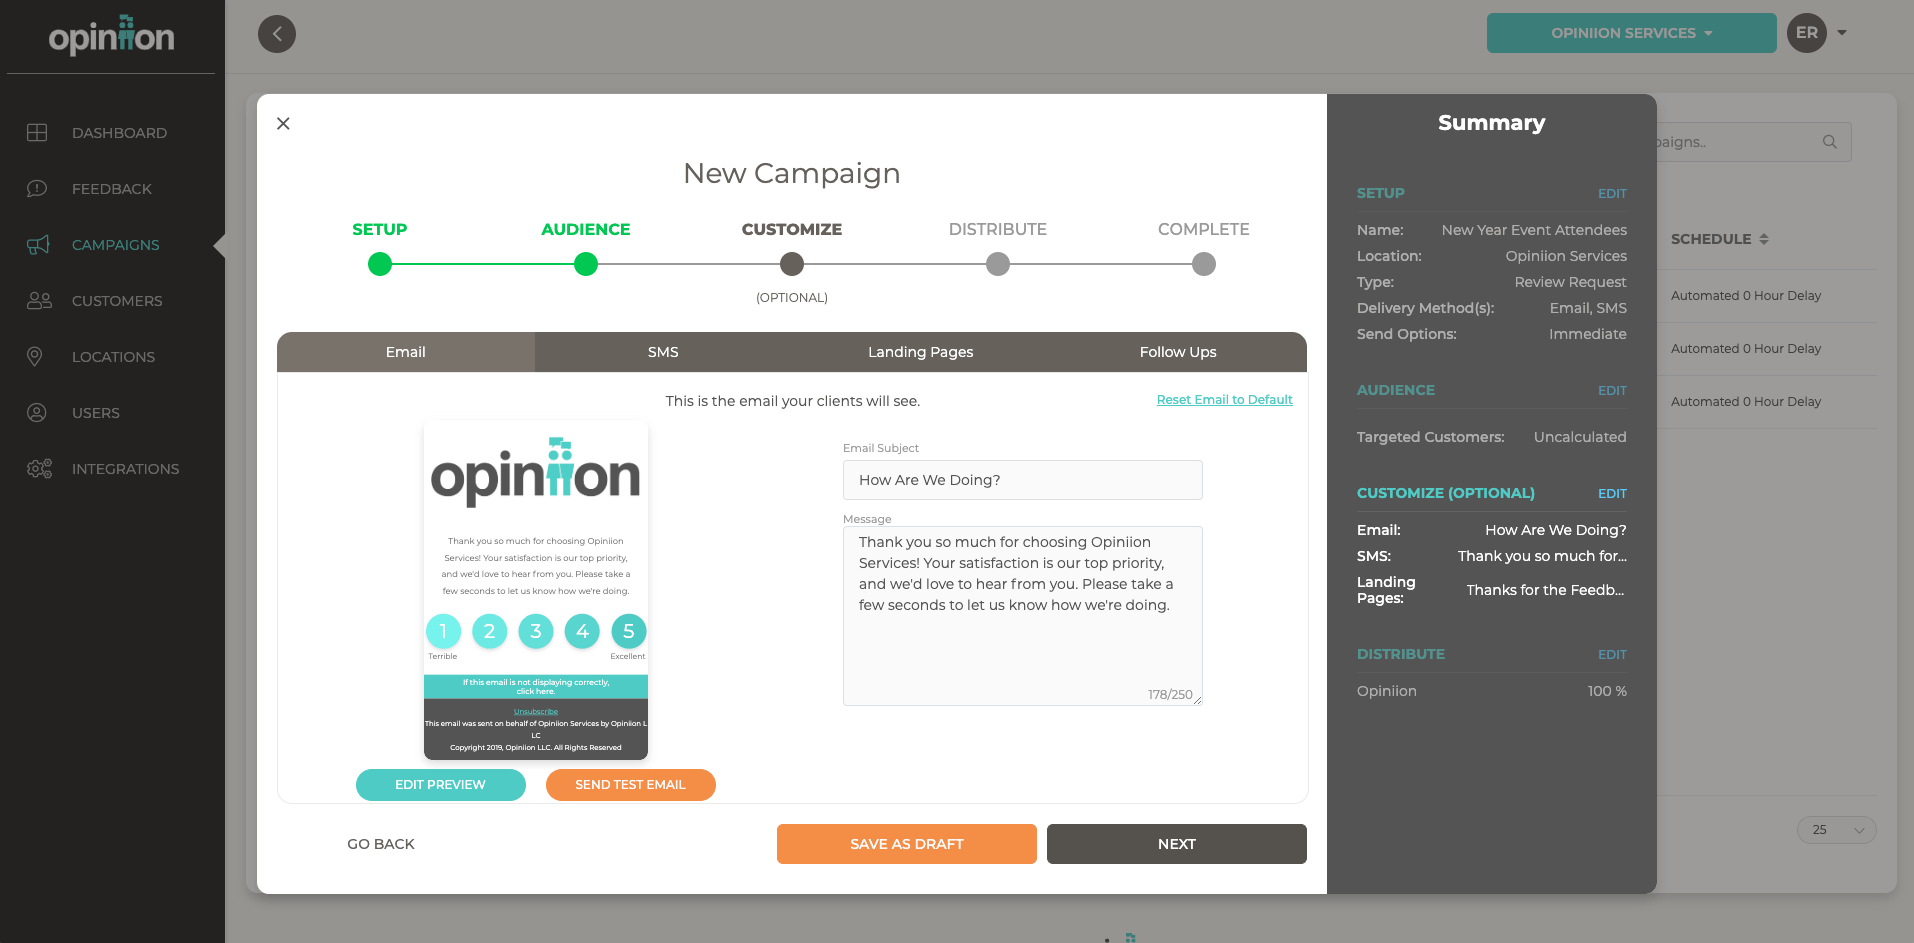 opiniion
OPINIION SERVICES
ER
DASHBOARD
FEEDBACK
CAMPAIGNS
CUSTOMERS
LOCATIONS
USERS
INTEGRATIONS
paigns..
SCHEDULE
Automated 0 Hour Delay
Automated 0 Hour Delay
Automated 0 Hour Delay
25
New Campaign
SETUP
AUDIENCE
CUSTOMIZE
DISTRIBUTE
COMPLETE
(OPTIONAL)
Email
SMS
Landing Pages
Follow Ups
This is the email your clients will see.
Reset Email to Default
opiniion
Thank you so much for choosing Opiniion
Services! Your satisfaction is our top priority,
and we'd love to hear from you. Please take a
few seconds to let us know how we're doing.
1 2 3 4 5
Terrible Excellent
If this email is not displaying correctly,
click here.
Unsubscribe
This email was sent on behalf of Opiniion Services by Opiniion L
LC
Copyright 2019, Opiniion LLC. All Rights Reserved
EDIT PREVIEW
SEND TEST EMAIL
Email Subject
How Are We Doing?
Message
Thank you so much for choosing Opiniion
Services! Your satisfaction is our top priority,
and we'd love to hear from you. Please take a
few seconds to let us know how we're doing.
178/250
GO BACK
SAVE AS DRAFT
NEXT
Summary
SETUP EDIT
Name: New Year Event Attendees
Location: Opiniion Services
Type: Review Request
Delivery Method(s): Email, SMS
Send Options: Immediate
AUDIENCE EDIT
Targeted Customers: Uncalculated
CUSTOMIZE (OPTIONAL) EDIT
Email: How Are We Doing?
SMS: Thank you so much for...
Landing
Pages: Thanks for the Feedb...
DISTRIBUTE EDIT
Opiniion 100 %